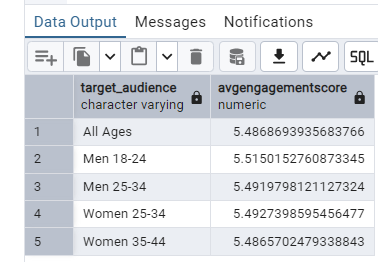 Data Output Messages Notifications
SQL
target_audience avgengagementscore
character varying numeric
1 All Ages 5.4868693935683766
2 Men 18-24 5.5150152760873345
3 Men 25-34 5.4919798121127324
4 Women 25-34 5.4927398595456477
5 Women 35-44 5.4865702479338843